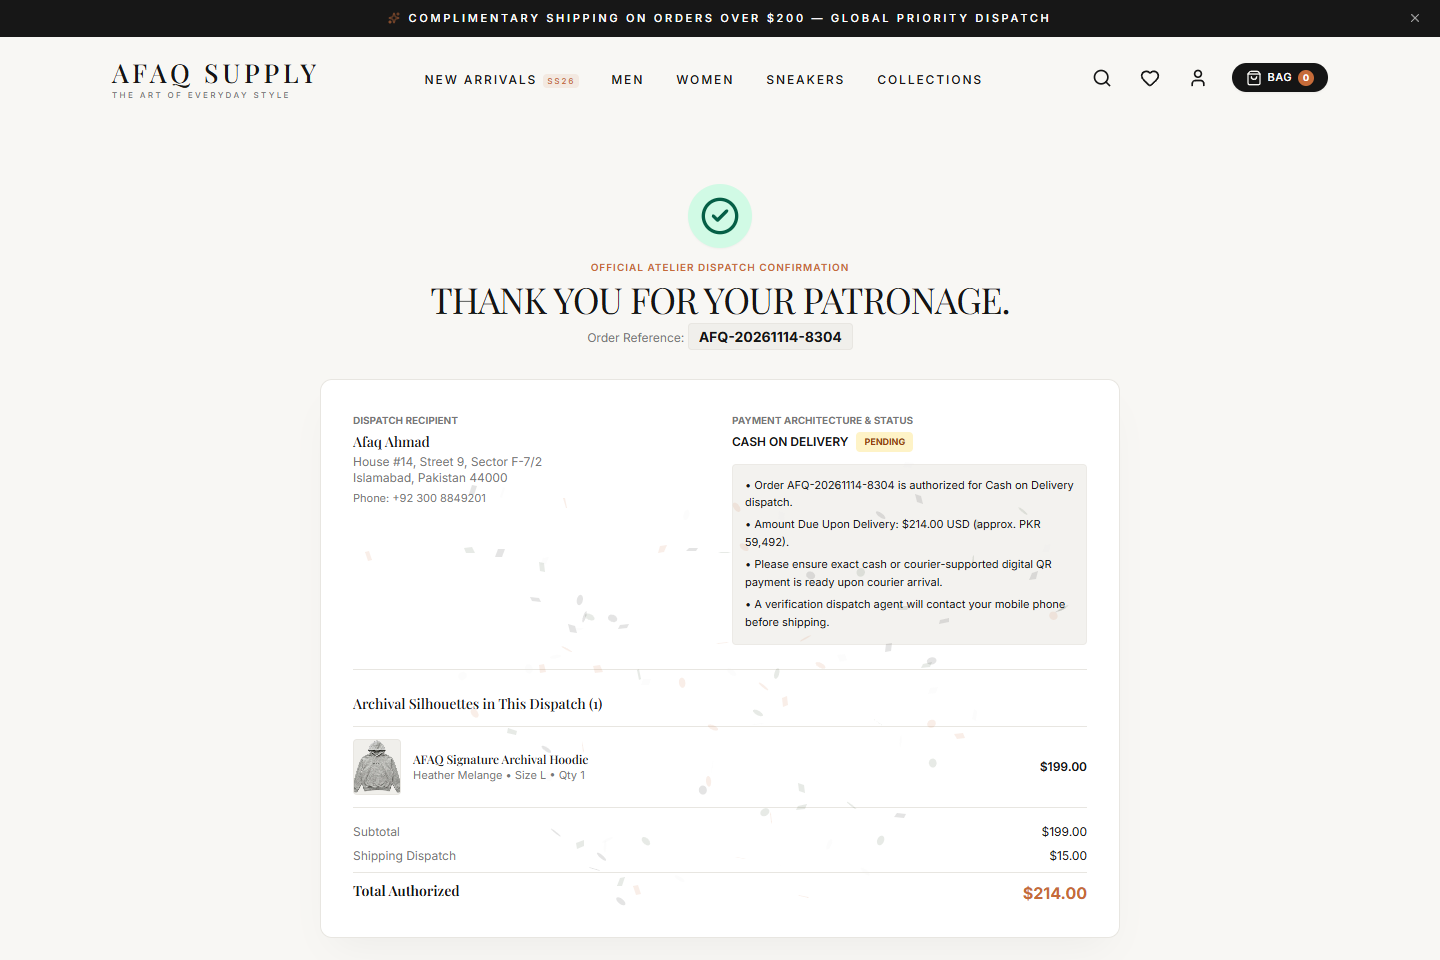 COMPLIMENTARY SHIPPING ON ORDERS OVER $200 — GLOBAL PRIORITY DISPATCH
AFAQ SUPPLY
THE ART OF EVERYDAY STYLE
NEW ARRIVALS SS26 MEN WOMEN SNEAKERS COLLECTIONS
BAG 0
OFFICIAL ATELIER DISPATCH CONFIRMATION
THANK YOU FOR YOUR PATRONAGE.
Order Reference: AFQ-20261114-8304
DISPATCH RECIPIENT
Afaq Ahmad
House #14, Street 9, Sector F-7/2
Islamabad, Pakistan 44000
Phone: +92 300 8849201
PAYMENT ARCHITECTURE & STATUS
CASH ON DELIVERY PENDING
• Order AFQ-20261114-8304 is authorized for Cash on Delivery
dispatch.
• Amount Due Upon Delivery: $214.00 USD (approx. PKR
59,492).
• Please ensure exact cash or courier-supported digital QR
payment is ready upon courier arrival.
• A verification dispatch agent will contact your mobile phone
before shipping.
Archival Silhouettes in This Dispatch (1)
AFAQ Signature Archival Hoodie
Heather Melange • Size L • Qty 1
$199.00
Subtotal $199.00
Shipping Dispatch $15.00
Total Authorized $214.00